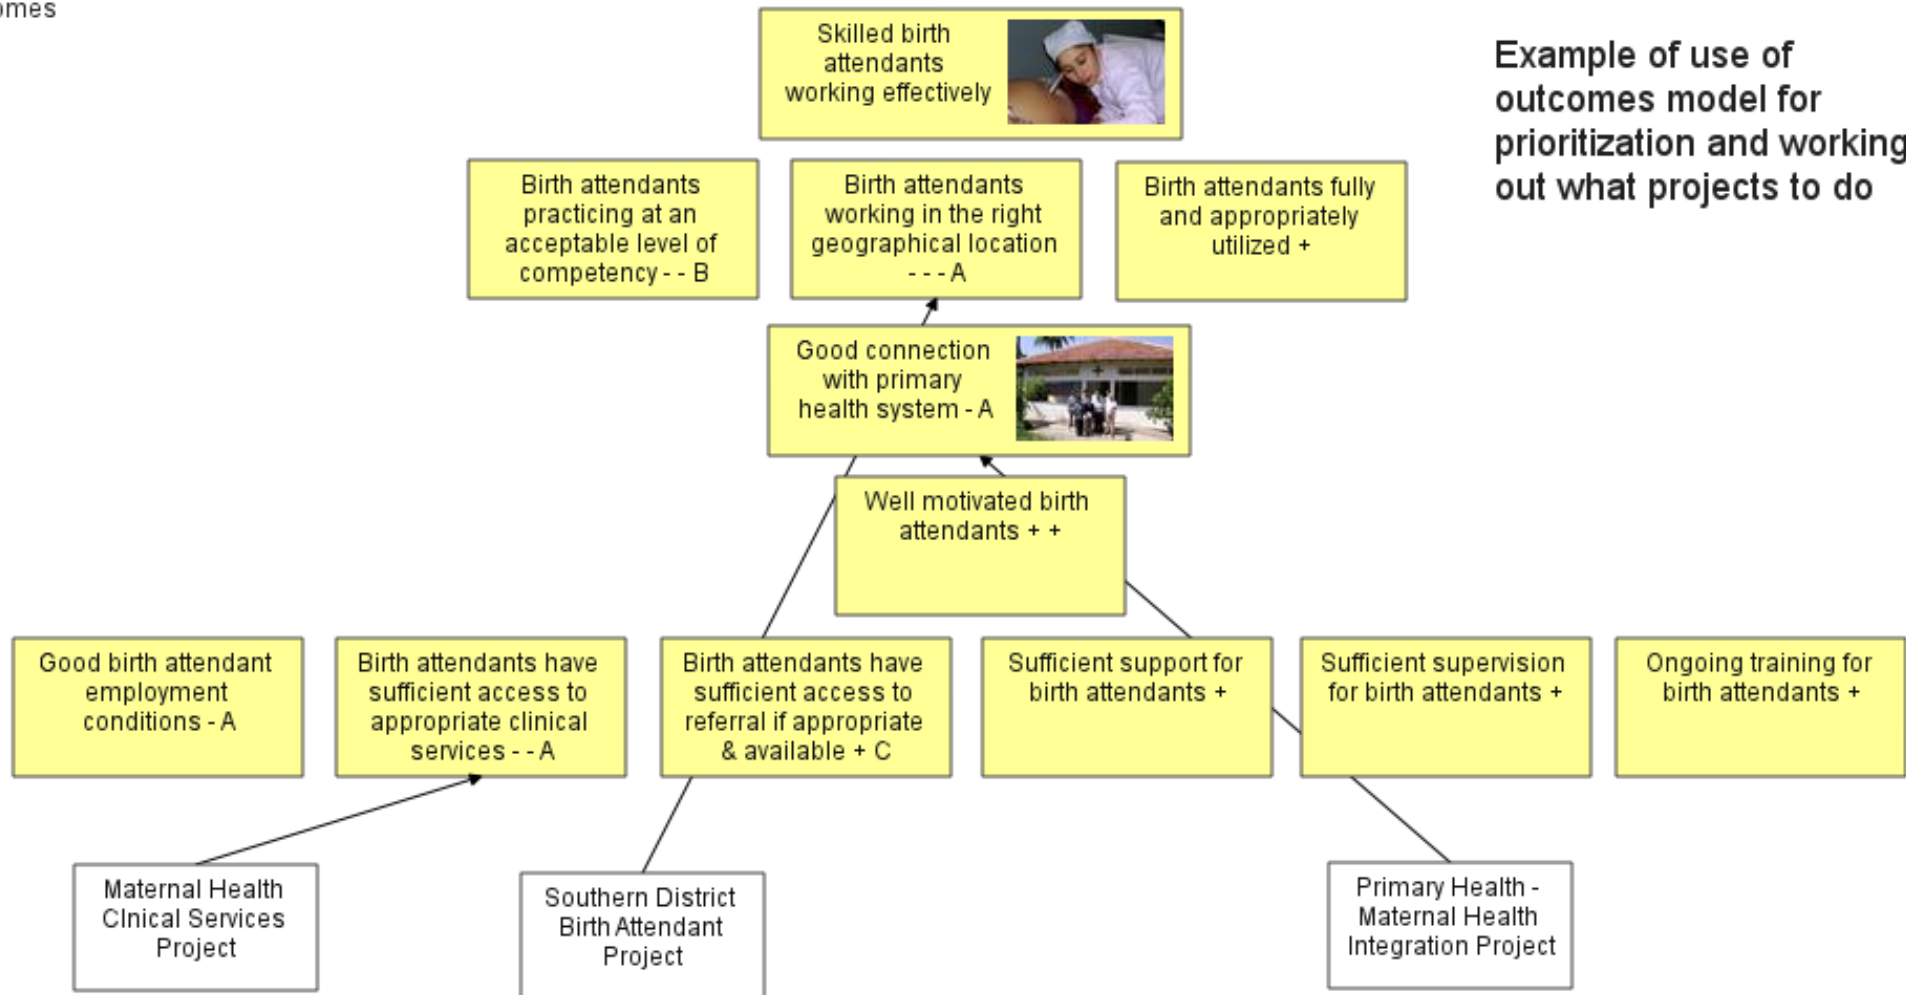 omes
Skilled birth
attendants
working effectively
Example of use of
outcomes model for
prioritization and working
out what projects to do
Birth attendants
practicing at an
acceptable level of
competency - - B
Birth attendants
working in the right
geographical location
- - - A
Birth attendants fully
and appropriately
utilized +
Good connection
with primary
health system - A
Well motivated birth
attendants + +
Good birth attendant
employment
conditions - A
Birth attendants have
sufficient access to
appropriate clinical
services - - A
Birth attendants have
sufficient access to
referral if appropriate
& available + C
Sufficient support for
birth attendants +
Sufficient supervision
for birth attendants +
Ongoing training for
birth attendants +
Maternal Health
Clnical Services
Project
Southern District
Birth Attendant
Project
Primary Health -
Maternal Health
Integration Project